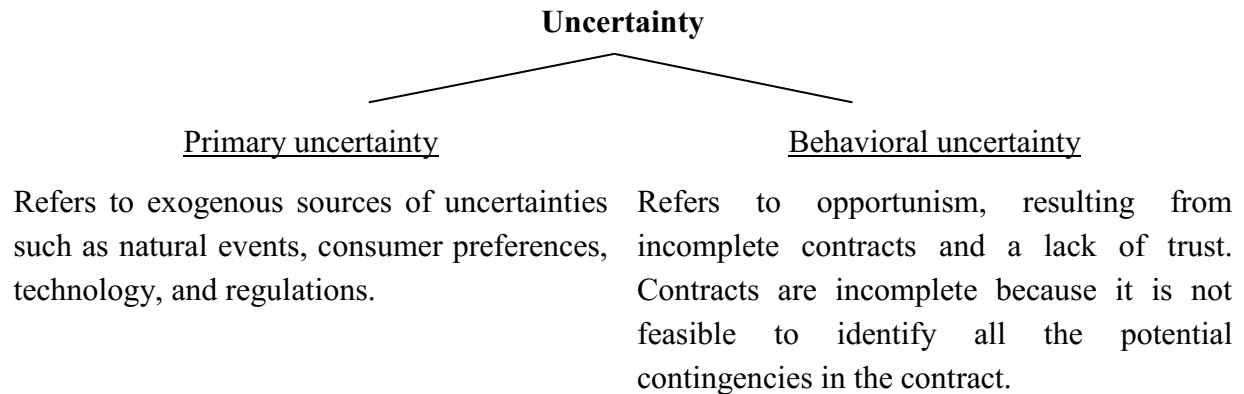 Uncertainty
Primary uncertainty
Refers to exogenous sources of uncertainties
such as natural events, consumer preferences,
technology, and regulations.
Behavioral uncertainty
Refers to opportunism, resulting from
incomplete contracts and a lack of trust.
Contracts are incomplete because it is not
feasible to identify all the potential
contingencies in the contract.